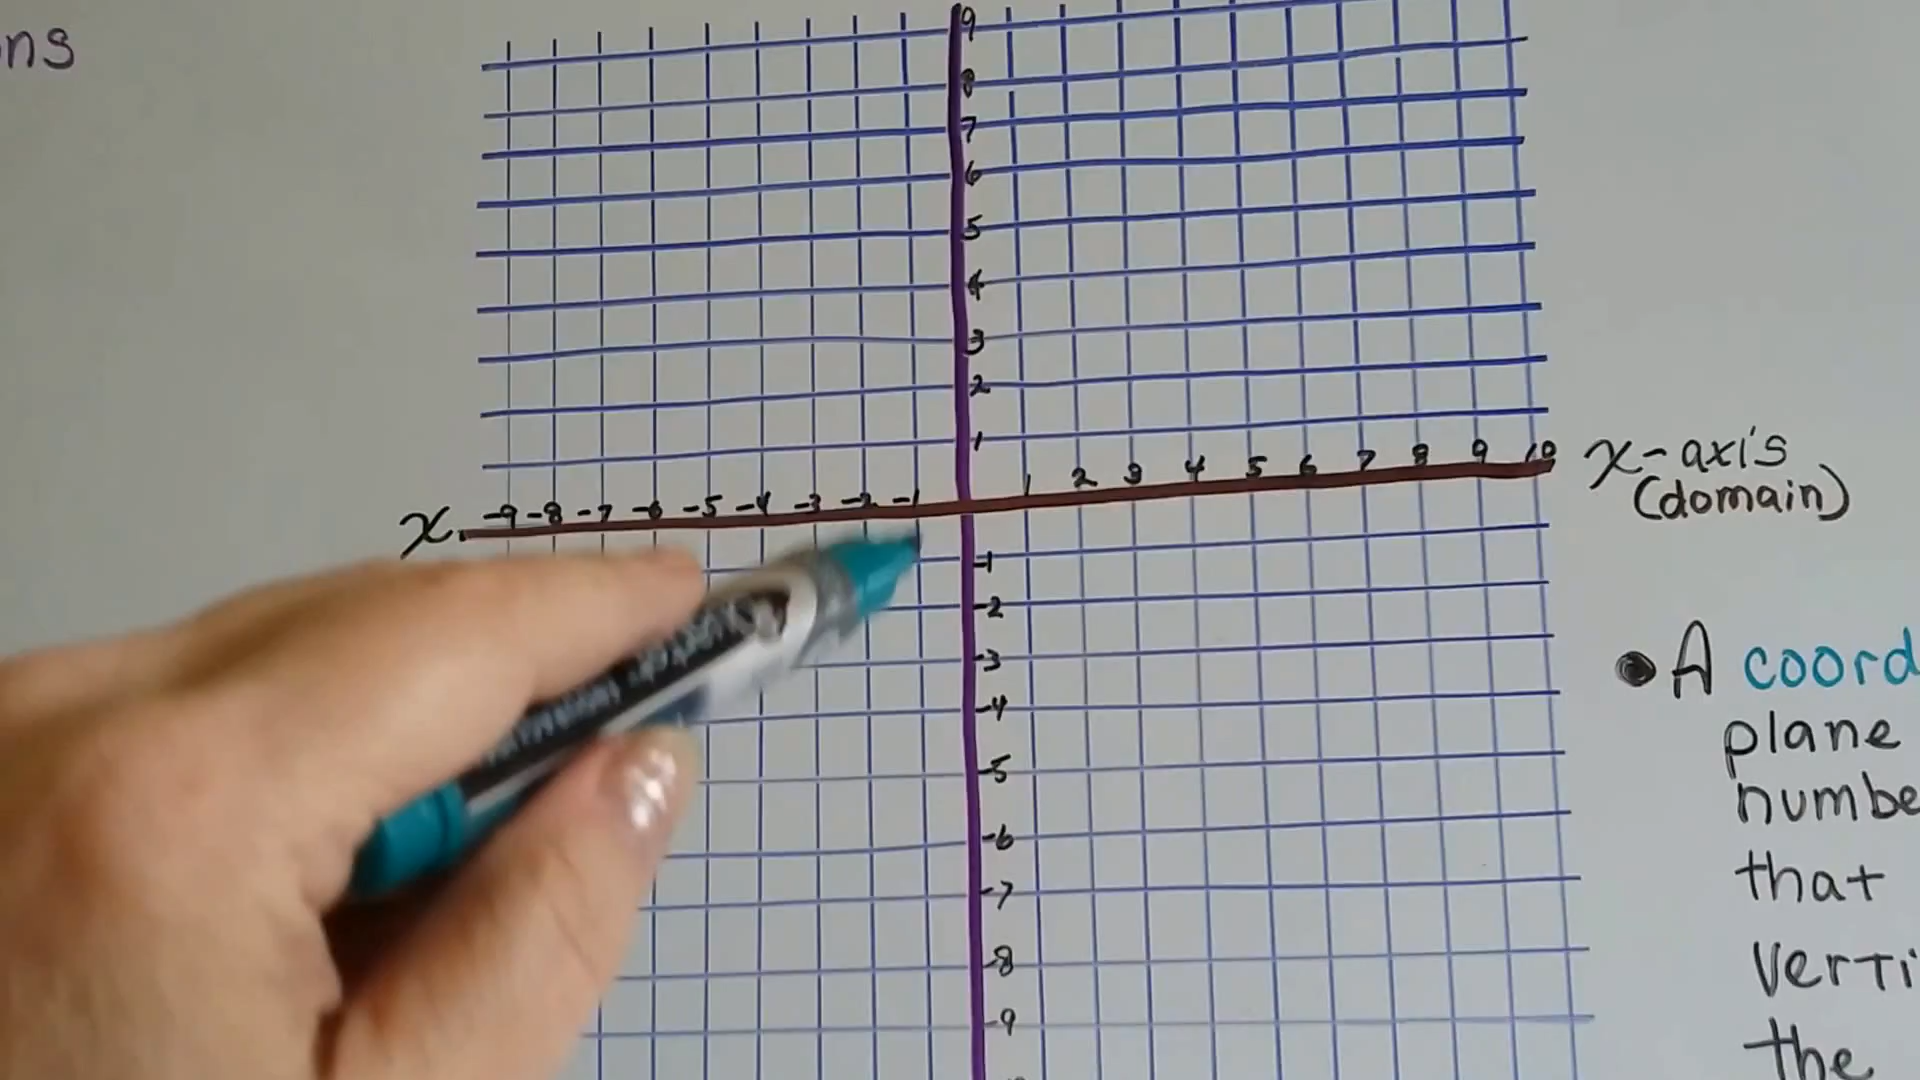 ns
9
8
7
6
5
4
3
2
1
-9 -8 -7 -6 -5 -4 -3 -2 -1 1 2 3 4 5 6 7 8 9 10
x
x-axis
(domain)
-1
-2
-3
-4
-5
-6
-7
-8
-9
• A coord
plane
numbe
that
verti
the